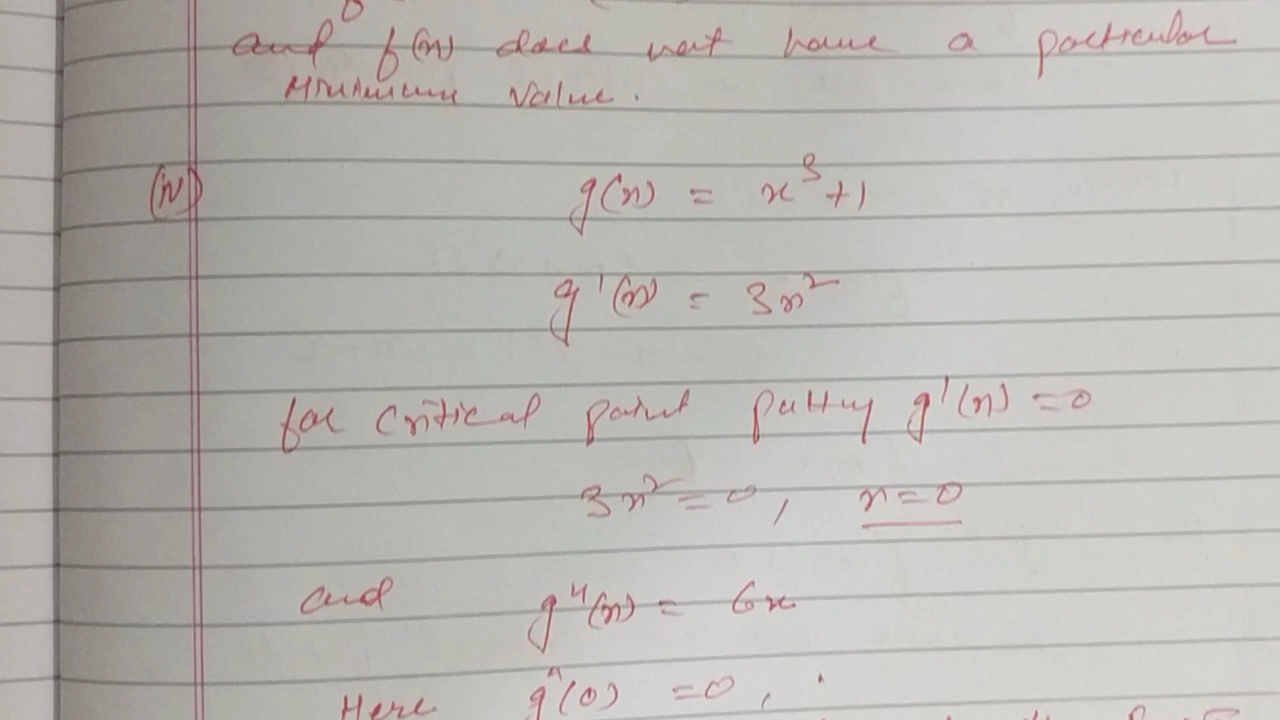 and f(x) does not have a particular
Minimum value.
(iv) g(x) = x³+1
g'(x) = 3x²
for critical point putting g'(x) =0
3x²=0, x=0
and g"(x) = 6x
Here g"(0) =0,